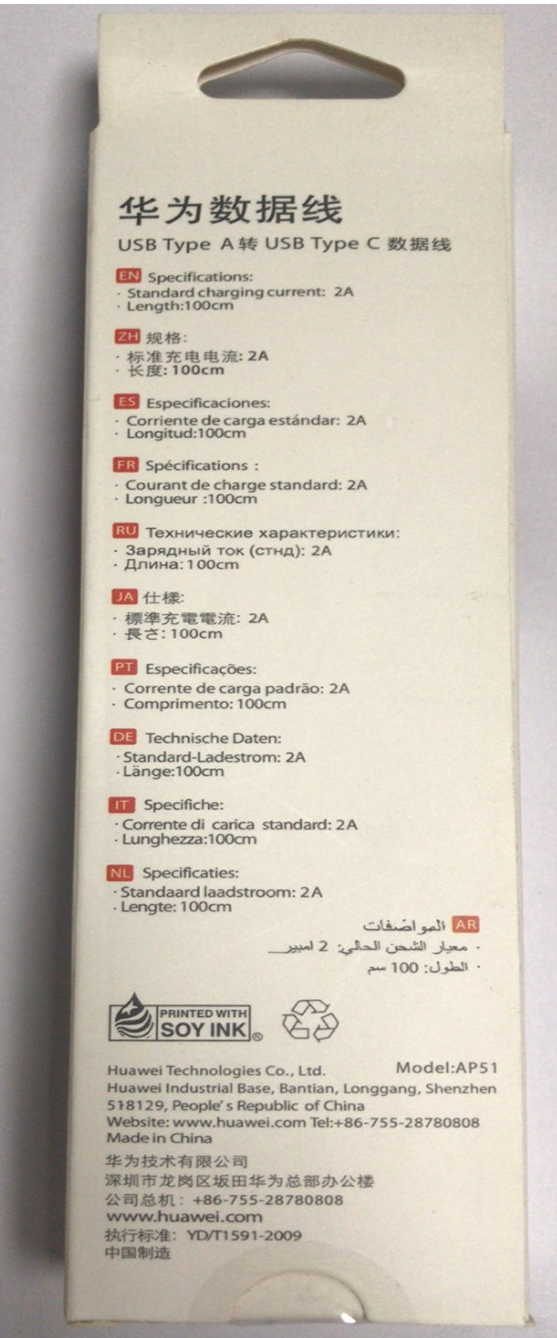 华为数据线
USB Type A转 USB Type C 数据线
EN Specifications:
· Standard charging current: 2A
· Length:100cm
ZH 规格:
· 标准充电电流: 2A
· 长度: 100cm
ES Especificaciones:
· Corriente de carga estándar: 2A
· Longitud:100cm
FR Spécifications :
· Courant de charge standard: 2A
· Longueur :100cm
RU Технические характеристики:
· Зарядный ток (стнд): 2A
· Длина: 100cm
JA 仕様:
· 標準充電電流: 2A
· 長さ: 100cm
PT Especificações:
· Corrente de carga padrão: 2A
· Comprimento: 100cm
DE Technische Daten:
· Standard-Ladestrom: 2A
· Länge:100cm
IT Specifiche:
· Corrente di carica standard: 2A
· Lunghezza:100cm
NL Specificaties:
· Standaard laadstroom: 2A
· Lengte: 100cm
AR المواصفات
· معيار الشحن الحالي: 2 امبير
· الطول: 100 سم
PRINTED WITH
SOY INK®
Huawei Technologies Co., Ltd. Model:AP51
Huawei Industrial Base, Bantian, Longgang, Shenzhen
518129, People's Republic of China
Website: www.huawei.com Tel:+86-755-28780808
Made in China
华为技术有限公司
深圳市龙岗区坂田华为总部办公楼
公司总机：+86-755-28780808
www.huawei.com
执行标准: YD/T1591-2009
中国制造